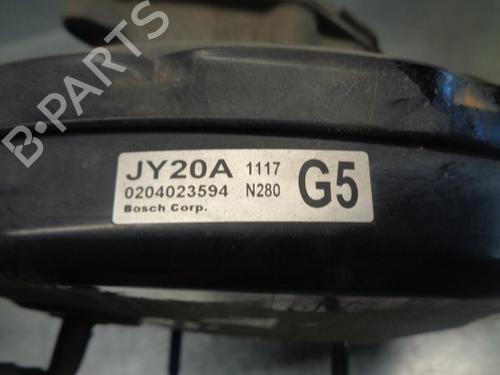 B-PARTS
JY20A 1117 G5
0204023594 N280
Bosch Corp.